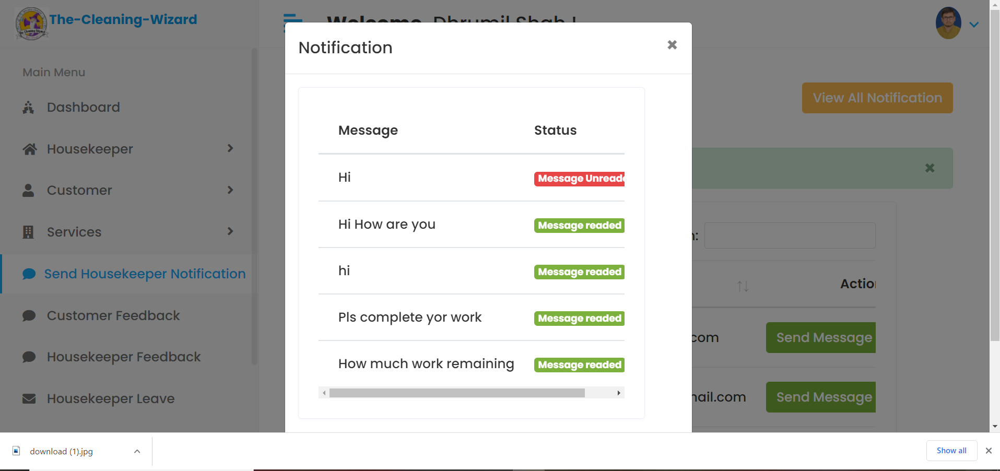 The-Cleaning-Wizard
Welcome, Dhrumil Shah !
Main Menu
Dashboard
Housekeeper
Customer
Services
Send Housekeeper Notification
Customer Feedback
Housekeeper Feedback
Housekeeper Leave
Notification
Message Status
Hi Message Unread
Hi How are you Message readed
hi Message readed
Pls complete yor work Message readed
How much work remaining Message readed
View All Notification
Actio
com Send Message
ail.com Send Message
download (1).jpg
Show all